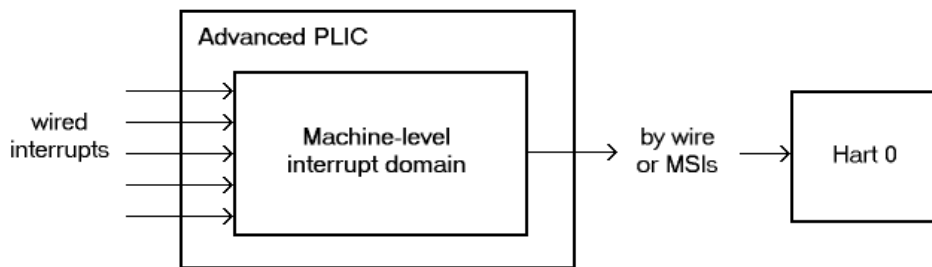 Advanced PLIC
wired
interrupts
Machine-level
interrupt domain
by wire
or MSIs
Hart 0